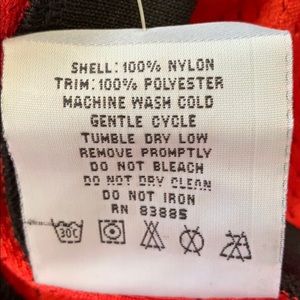 SHELL: 100% NYLON
TRIM: 100% POLYESTER
MACHINE WASH COLD
GENTLE CYCLE
TUMBLE DRY LOW
REMOVE PROMPTLY
DO NOT BLEACH
DO NOT DRY CLEAN
DO NOT IRON
RN 83885
30C